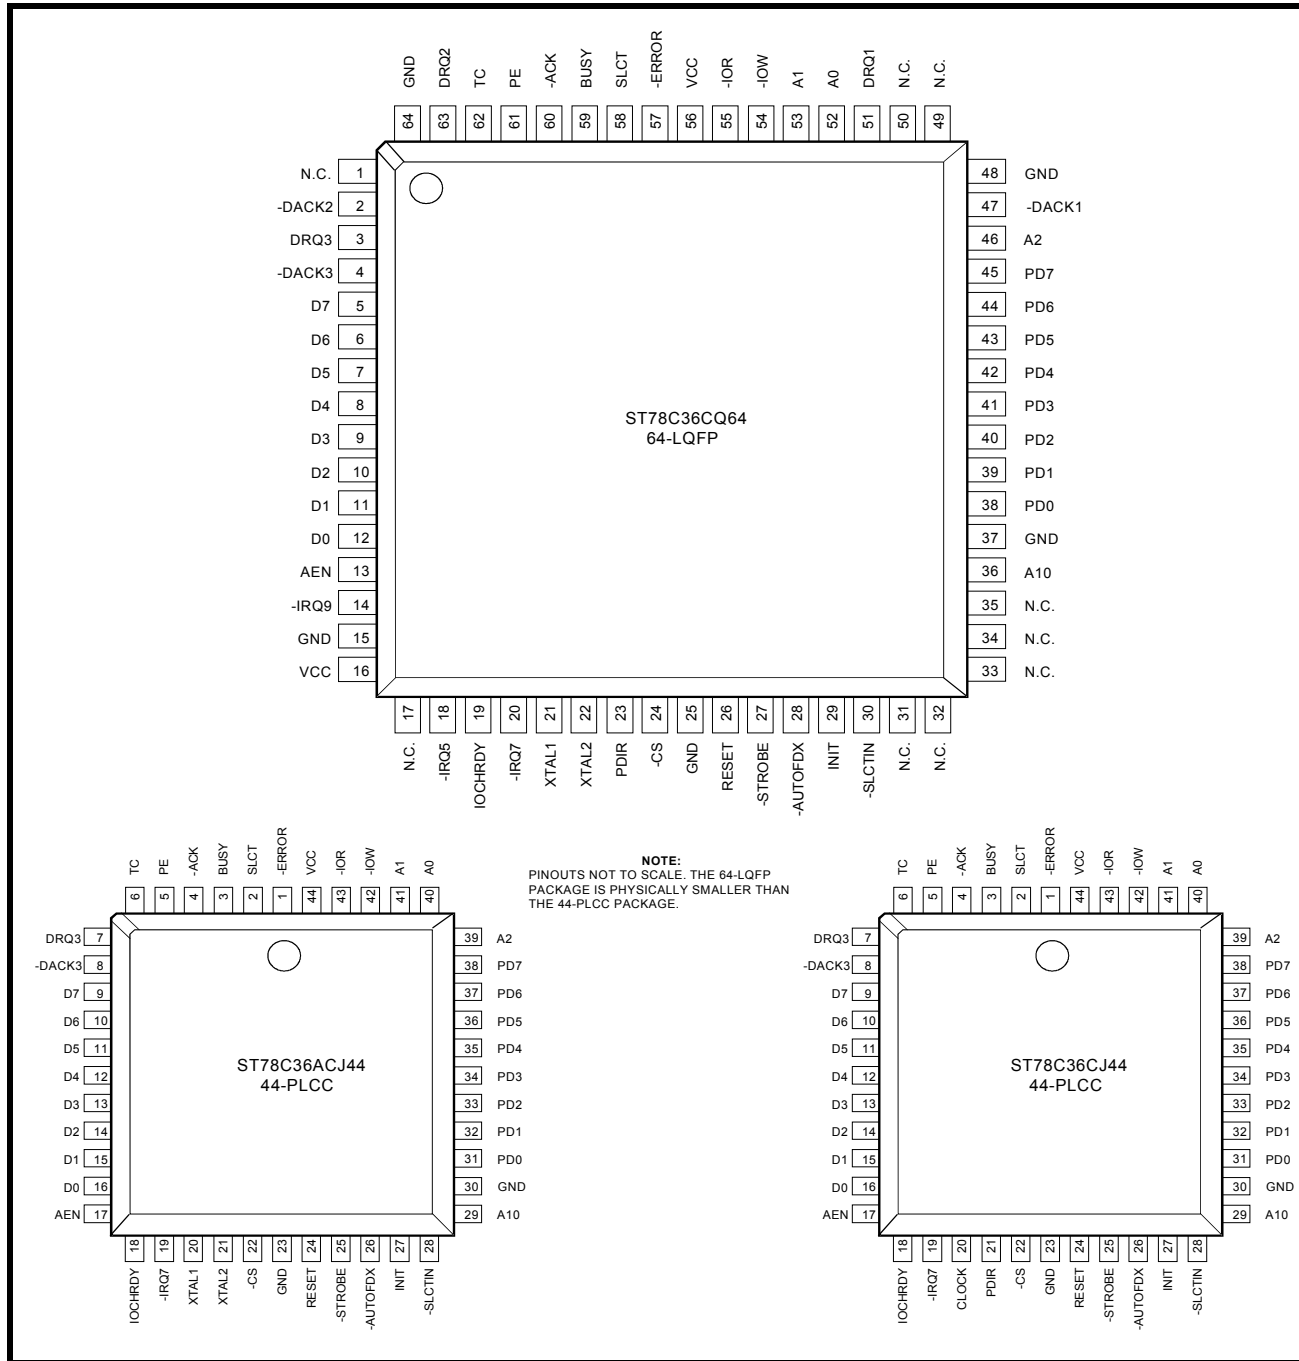 GND DRQ2 TC PE -ACK BUSY SLCT -ERROR VCC -IOR -IOW A1 A0 DRQ1 N.C. N.C.
64 63 62 61 60 59 58 57 56 55 54 53 52 51 50 49
N.C. 1 48 GND
-DACK2 2 47 -DACK1
DRQ3 3 46 A2
-DACK3 4 45 PD7
D7 5 44 PD6
D6 6 43 PD5
D5 7 42 PD4
D4 8 41 PD3
ST78C36CQ64
64-LQFP
D3 9 40 PD2
D2 10 39 PD1
D1 11 38 PD0
D0 12 37 GND
AEN 13 36 A10
-IRQ9 14 35 N.C.
GND 15 34 N.C.
VCC 16 33 N.C.
17 18 19 20 21 22 23 24 25 26 27 28 29 30 31 32
N.C. -IRQ5 IOCHRDY -IRQ7 XTAL1 XTAL2 PDIR -CS GND RESET -STROBE -AUTOFDX INIT -SLCTIN N.C. N.C.
NOTE:
PINOUTS NOT TO SCALE. THE 64-LQFP
PACKAGE IS PHYSICALLY SMALLER THAN
THE 44-PLCC PACKAGE.
TC PE -ACK BUSY SLCT -ERROR VCC -IOR -IOW A1 A0
6 5 4 3 2 1 44 43 42 41 40
DRQ3 7 39 A2
-DACK3 8 38 PD7
D7 9 37 PD6
D6 10 36 PD5
D5 11 35 PD4
ST78C36ACJ44
44-PLCC
D4 12 34 PD3
D3 13 33 PD2
D2 14 32 PD1
D1 15 31 PD0
D0 16 30 GND
AEN 17 29 A10
18 19 20 21 22 23 24 25 26 27 28
IOCHRDY -IRQ7 XTAL1 XTAL2 -CS GND RESET -STROBE -AUTOFDX INIT -SLCTIN
TC PE -ACK BUSY SLCT -ERROR VCC -IOR -IOW A1 A0
6 5 4 3 2 1 44 43 42 41 40
DRQ3 7 39 A2
-DACK3 8 38 PD7
D7 9 37 PD6
D6 10 36 PD5
D5 11 35 PD4
ST78C36CJ44
44-PLCC
D4 12 34 PD3
D3 13 33 PD2
D2 14 32 PD1
D1 15 31 PD0
D0 16 30 GND
AEN 17 29 A10
18 19 20 21 22 23 24 25 26 27 28
IOCHRDY -IRQ7 CLOCK PDIR -CS GND RESET -STROBE -AUTOFDX INIT -SLCTIN